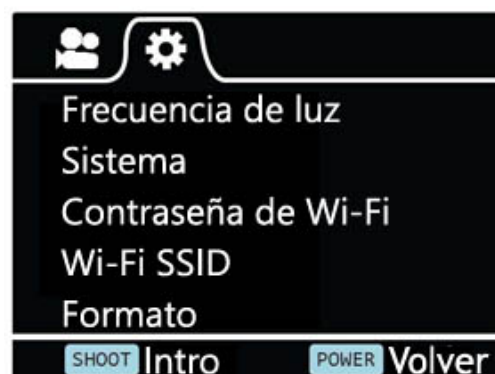 Frecuencia de luz
Sistema
Contraseña de Wi-Fi
Wi-Fi SSID
Formato
SHOOT Intro POWER Volver